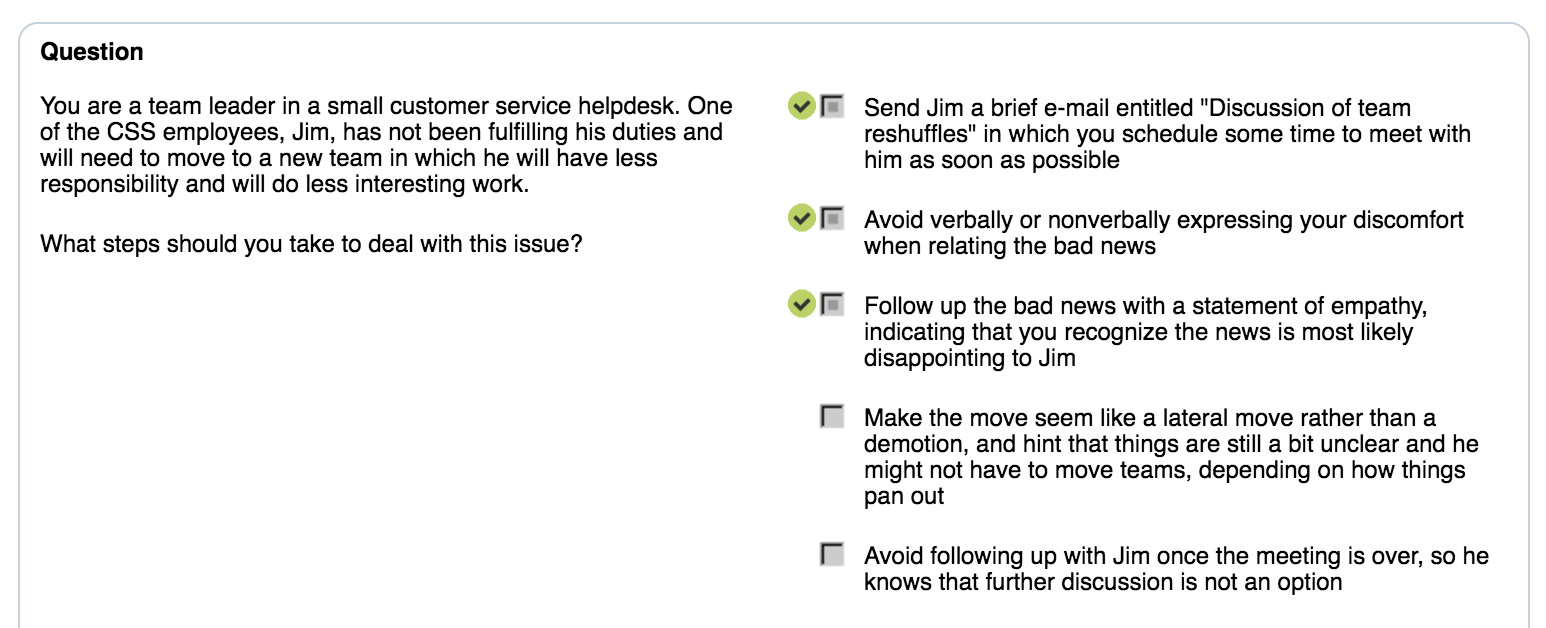 Question
You are a team leader in a small customer service helpdesk. One
of the CSS employees, Jim, has not been fulfilling his duties and
will need to move to a new team in which he will have less
responsibility and will do less interesting work.
What steps should you take to deal with this issue?
Send Jim a brief e-mail entitled "Discussion of team
reshuffles" in which you schedule some time to meet with
him as soon as possible
Avoid verbally or nonverbally expressing your discomfort
when relating the bad news
Follow up the bad news with a statement of empathy,
indicating that you recognize the news is most likely
disappointing to Jim
Make the move seem like a lateral move rather than a
demotion, and hint that things are still a bit unclear and he
might not have to move teams, depending on how things
pan out
Avoid following up with Jim once the meeting is over, so he
knows that further discussion is not an option